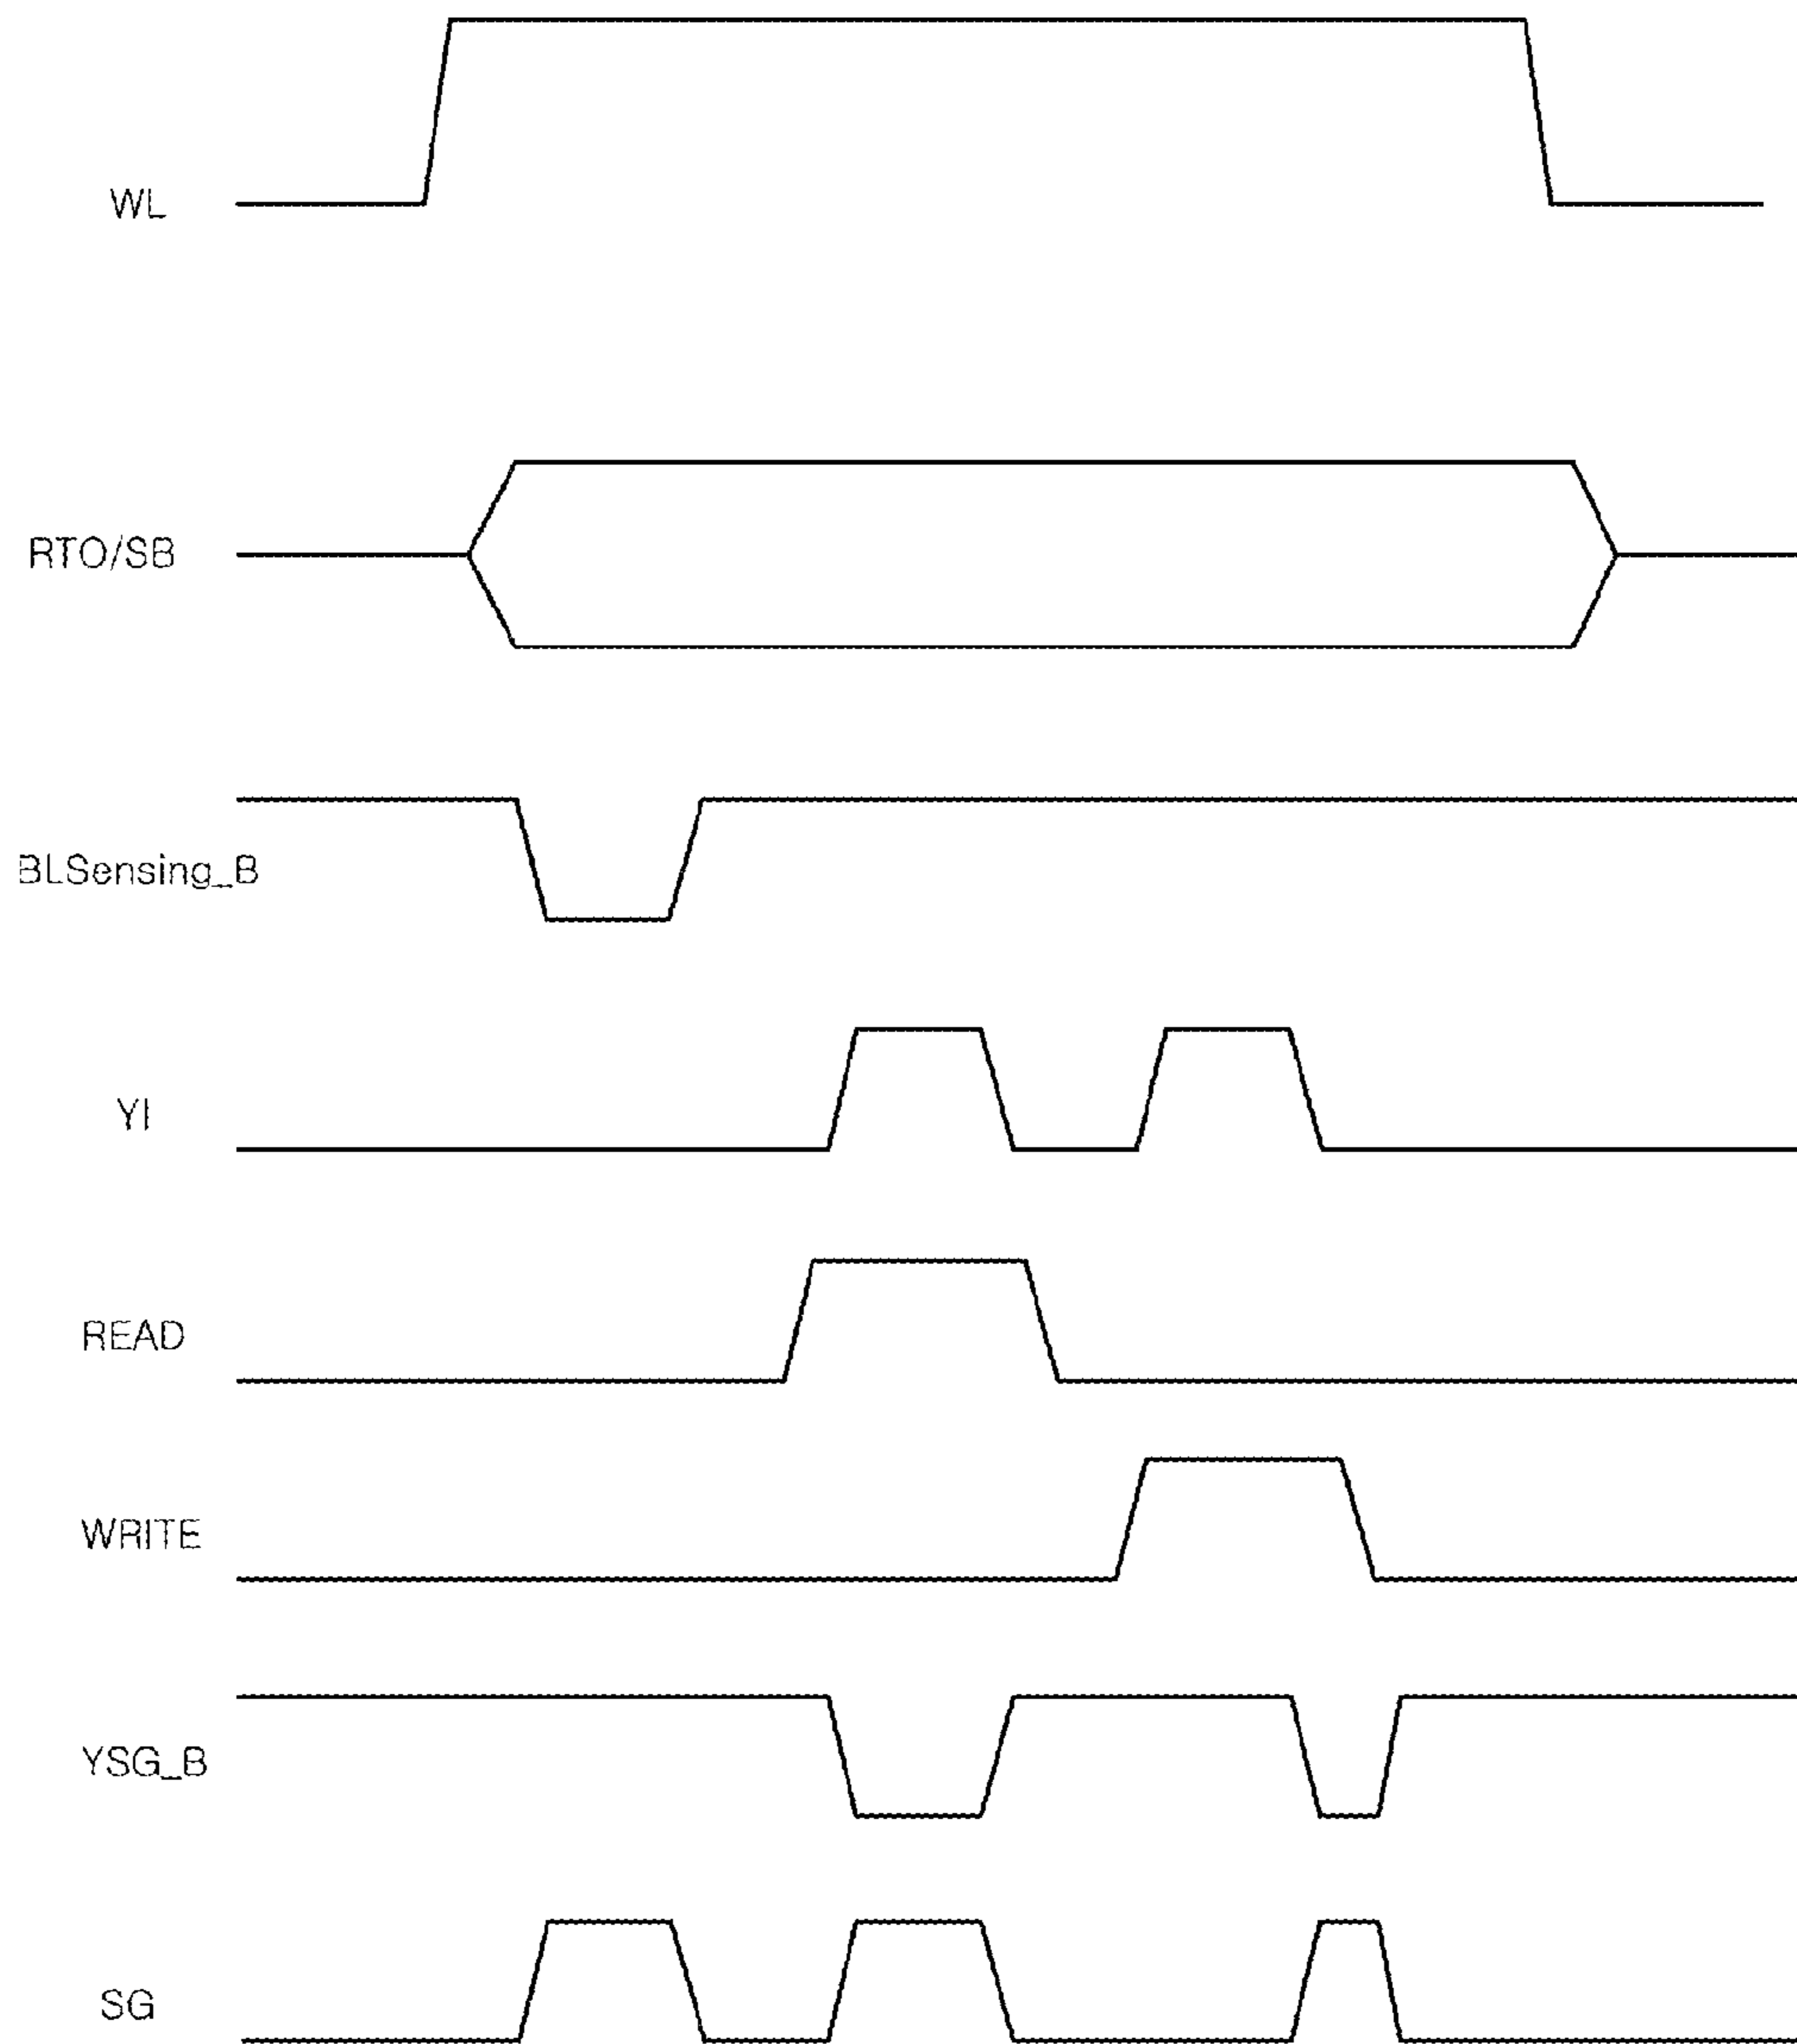 WL
RTO/SB
BLSensing_B
YI
READ
WRITE
YSG_B
SG